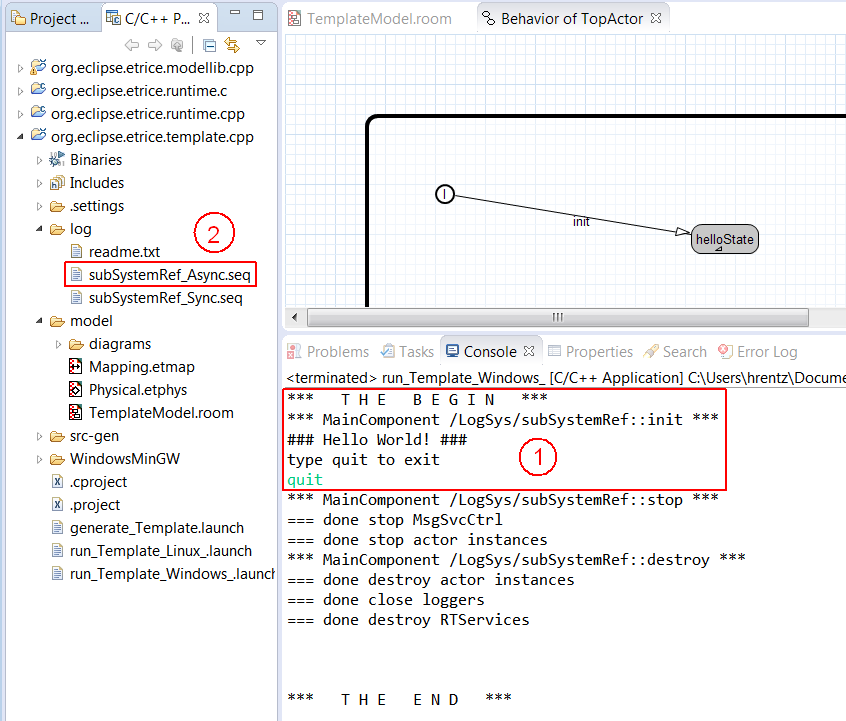 Project ...
C/C++ P...
org.eclipse.etrice.modellib.cpp
org.eclipse.etrice.runtime.c
org.eclipse.etrice.runtime.cpp
org.eclipse.etrice.template.cpp
Binaries
Includes
.settings
log
2
readme.txt
subSystemRef_Async.seq
subSystemRef_Sync.seq
model
diagrams
Mapping.etmap
Physical.etphys
TemplateModel.room
src-gen
WindowsMinGW
.cproject
.project
generate_Template.launch
run_Template_Linux_.launch
run_Template_Windows_.launch
TemplateModel.room
Behavior of TopActor
I
init
helloState
Problems
Tasks
Console
Properties
Search
Error Log
<terminated> run_Template_Windows_ [C/C++ Application] C:\Users\hrentz\Docume
*** T H E B E G I N ***
*** MainComponent /LogSys/subSystemRef::init ***
### Hello World! ###
type quit to exit
1
quit
*** MainComponent /LogSys/subSystemRef::stop ***
=== done stop MsgSvcCtrl
=== done stop actor instances
*** MainComponent /LogSys/subSystemRef::destroy ***
=== done destroy actor instances
=== done close loggers
=== done destroy RTServices
*** T H E E N D ***